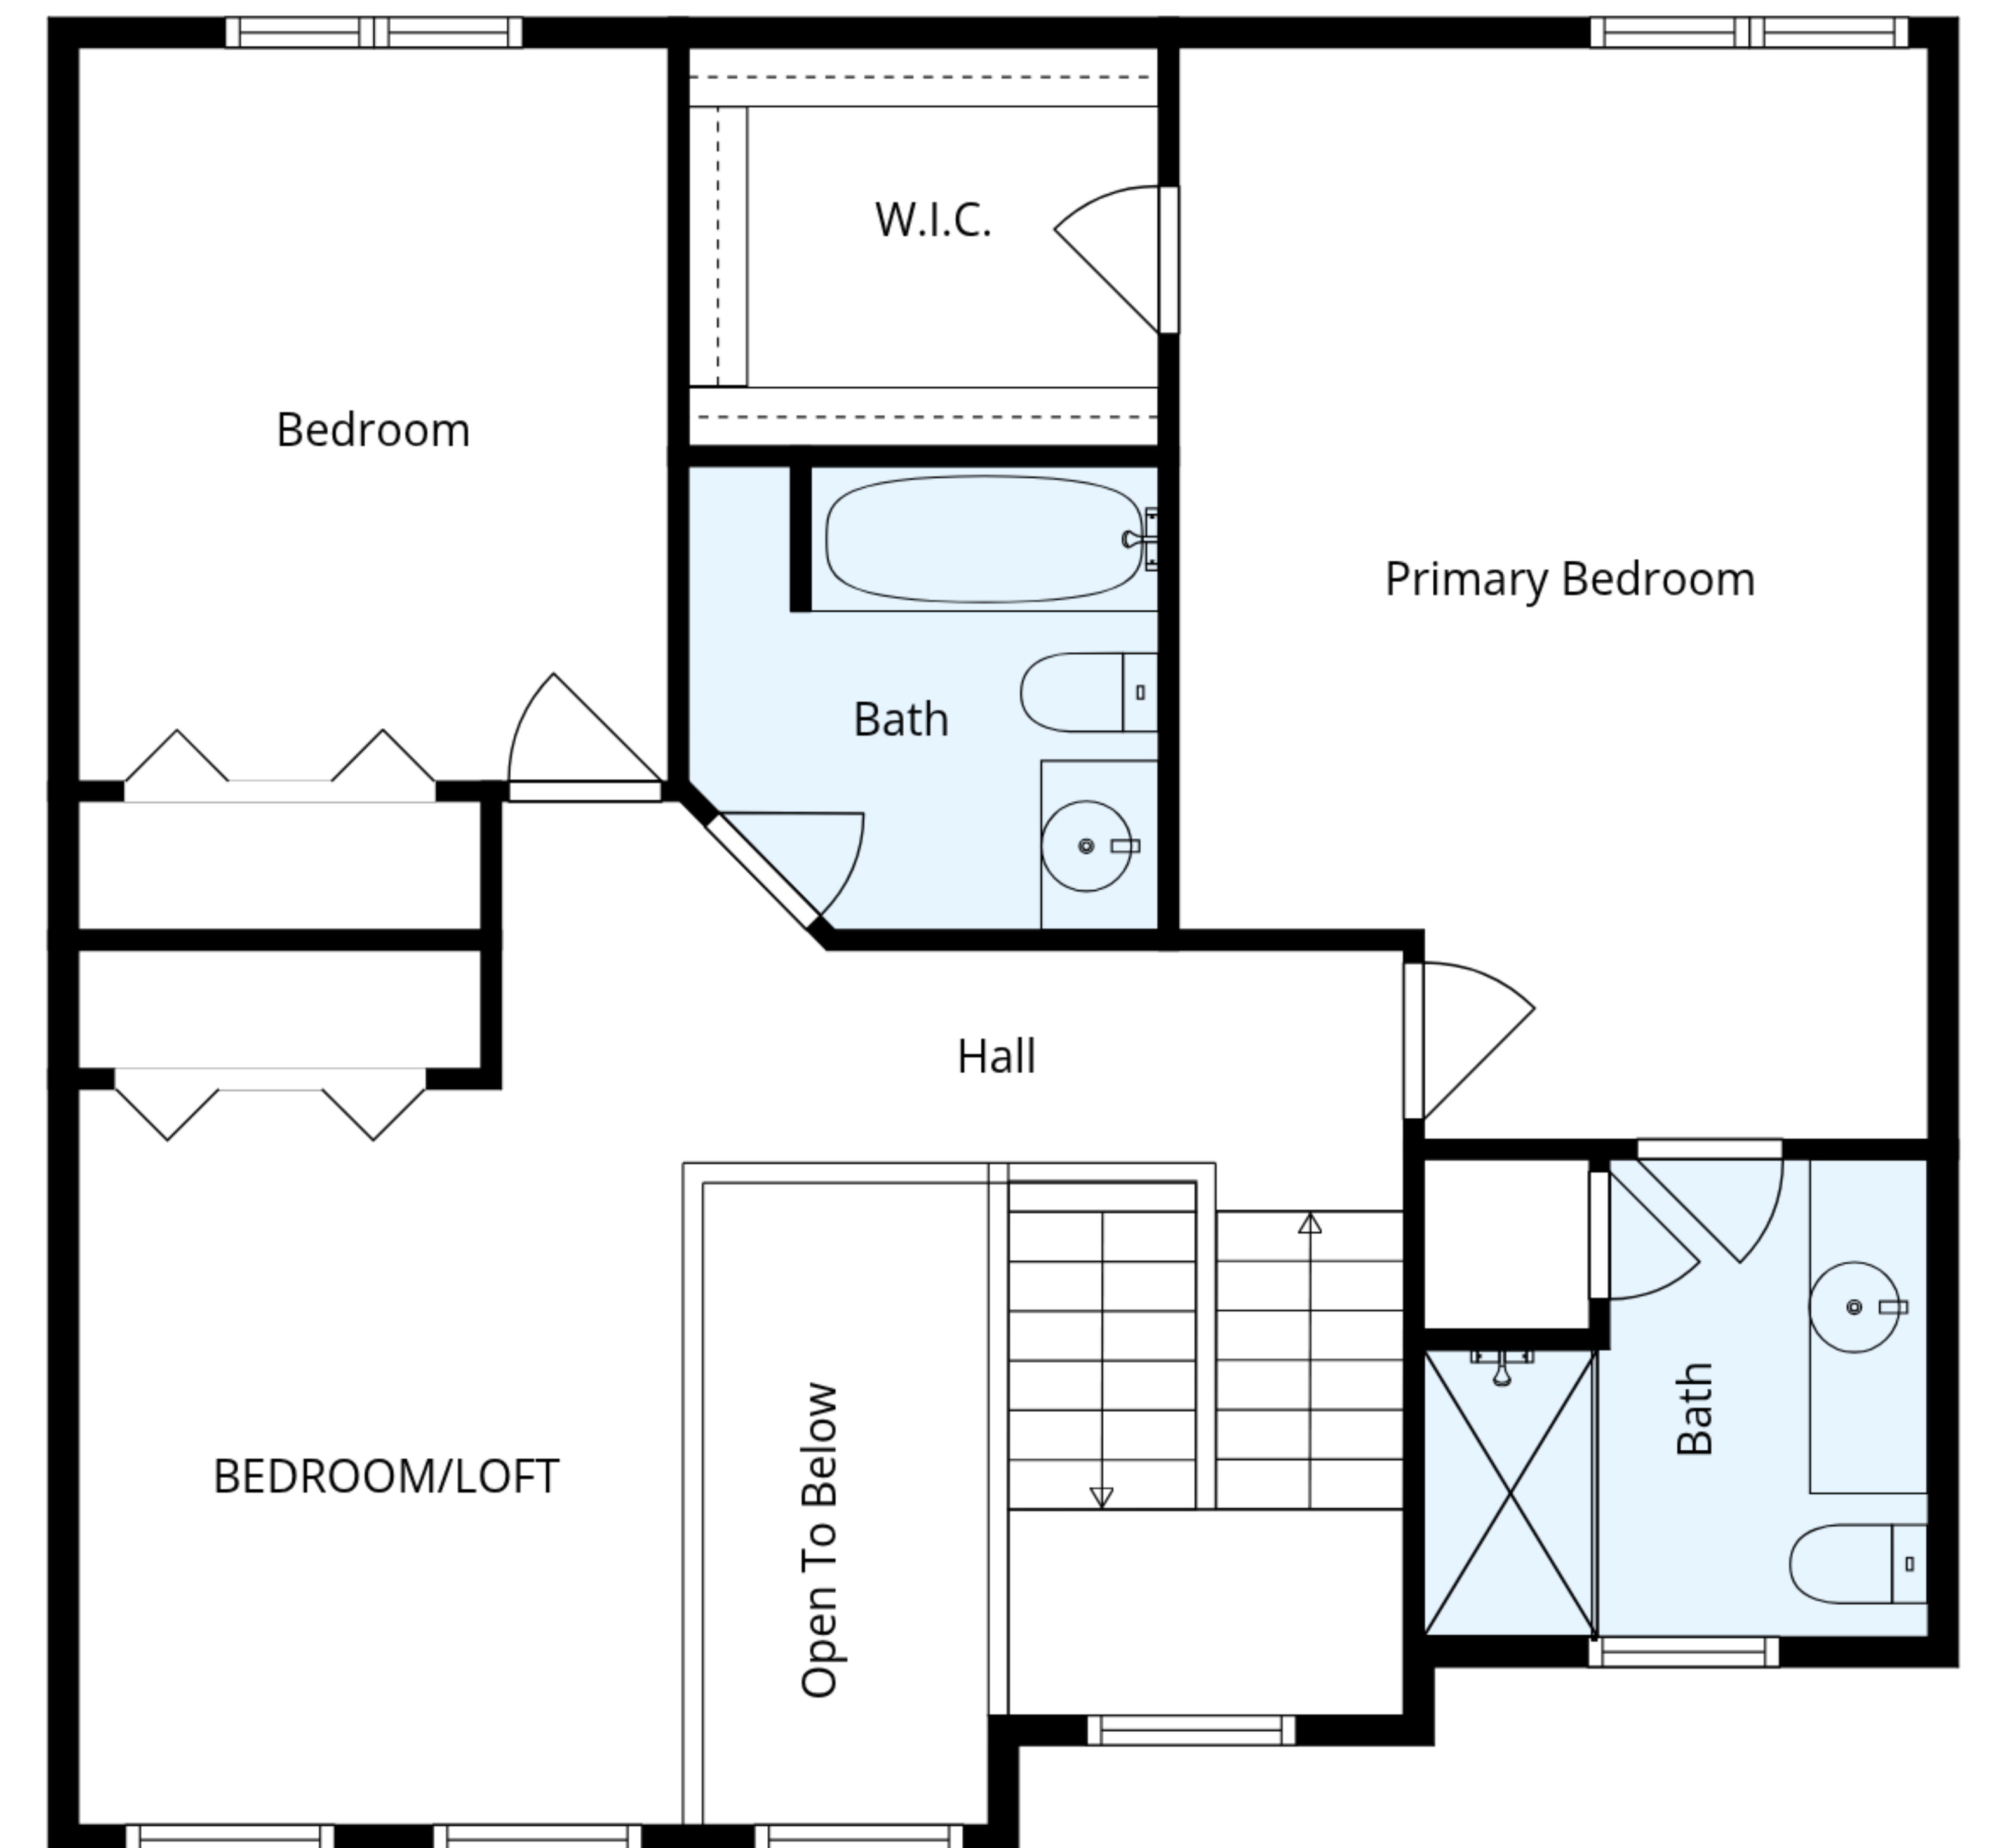 W.I.C.
Bedroom
Primary Bedroom
Bath
Hall
Bath
BEDROOM/LOFT
Open To Below